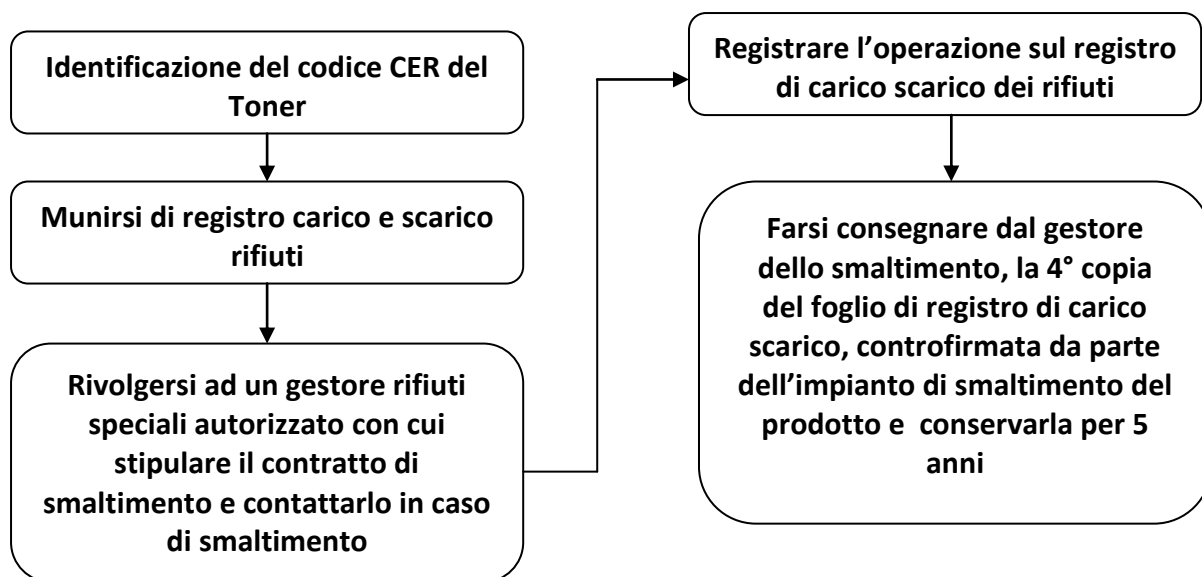 Identificazione del codice CER del
Toner
Munirsi di registro carico e scarico
rifiuti
Rivolgersi ad un gestore rifiuti
speciali autorizzato con cui
stipulare il contratto di
smaltimento e contattarlo in caso
di smaltimento
Registrare l’operazione sul registro
di carico scarico dei rifiuti
Farsi consegnare dal gestore
dello smaltimento, la 4° copia
del foglio di registro di carico
scarico, controfirmata da parte
dell’impianto di smaltimento del
prodotto e conservarla per 5
anni